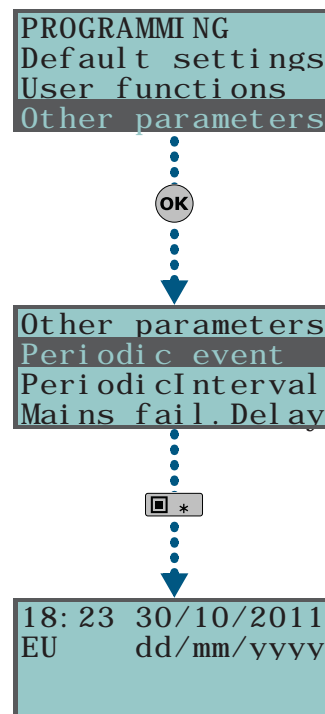 PROGRAMMING
Default settings
User functions
Other parameters
OK
Other parameters
Periodic event
PeriodicInterval
Mains fail.Delay
*
18:23 30/10/2011
EU dd/mm/yyyy